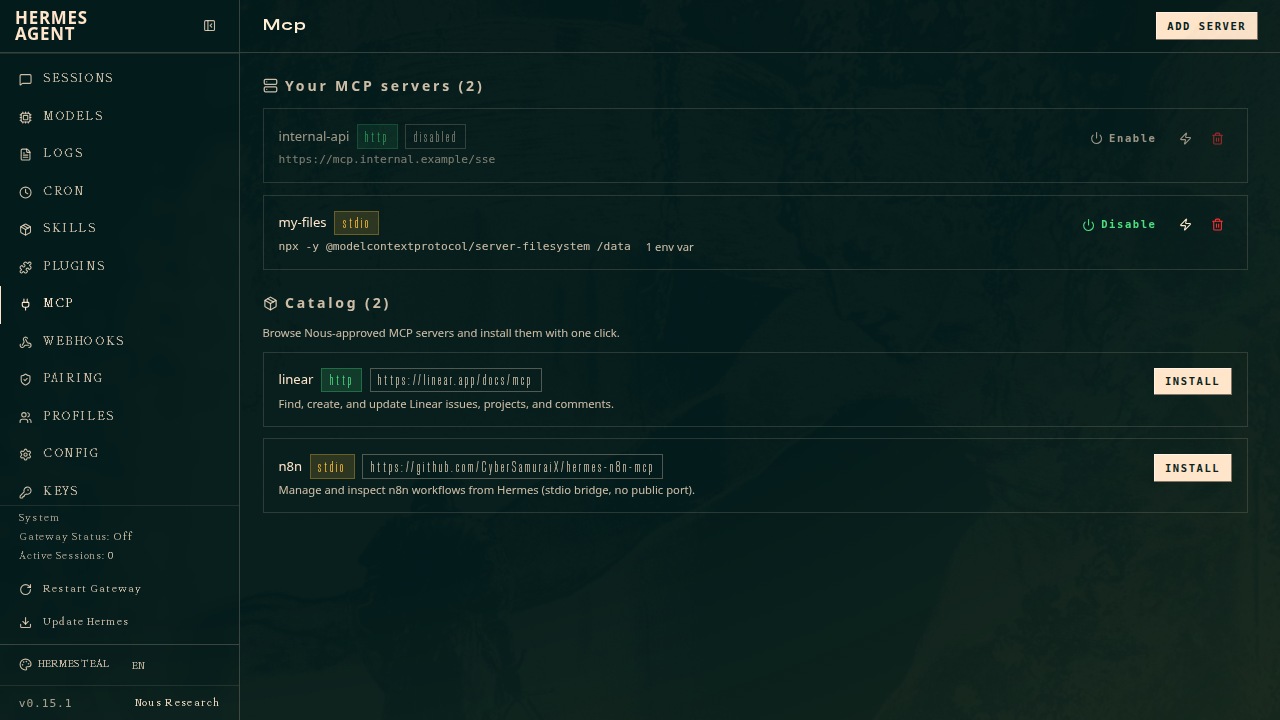 HERMES
AGENT
SESSIONS
MODELS
LOGS
CRON
SKILLS
PLUGINS
MCP
WEBHOOKS
PAIRING
PROFILES
CONFIG
KEYS
System
Gateway Status: Off
Active Sessions: 0
Restart Gateway
Update Hermes
HERMES TEAL EN
v0.15.1 Nous Research
Mcp
ADD SERVER
Your MCP servers (2)
internal-api http disabled
Enable
https://mcp.internal.example/sse
my-files stdio
Disable
npx -y @modelcontextprotocol/server-filesystem /data 1 env var
Catalog (2)
Browse Nous-approved MCP servers and install them with one click.
linear http https://linear.app/docs/mcp
INSTALL
Find, create, and update Linear issues, projects, and comments.
n8n stdio https://github.com/CyberSamuraiX/hermes-n8n-mcp
INSTALL
Manage and inspect n8n workflows from Hermes (stdio bridge, no public port).